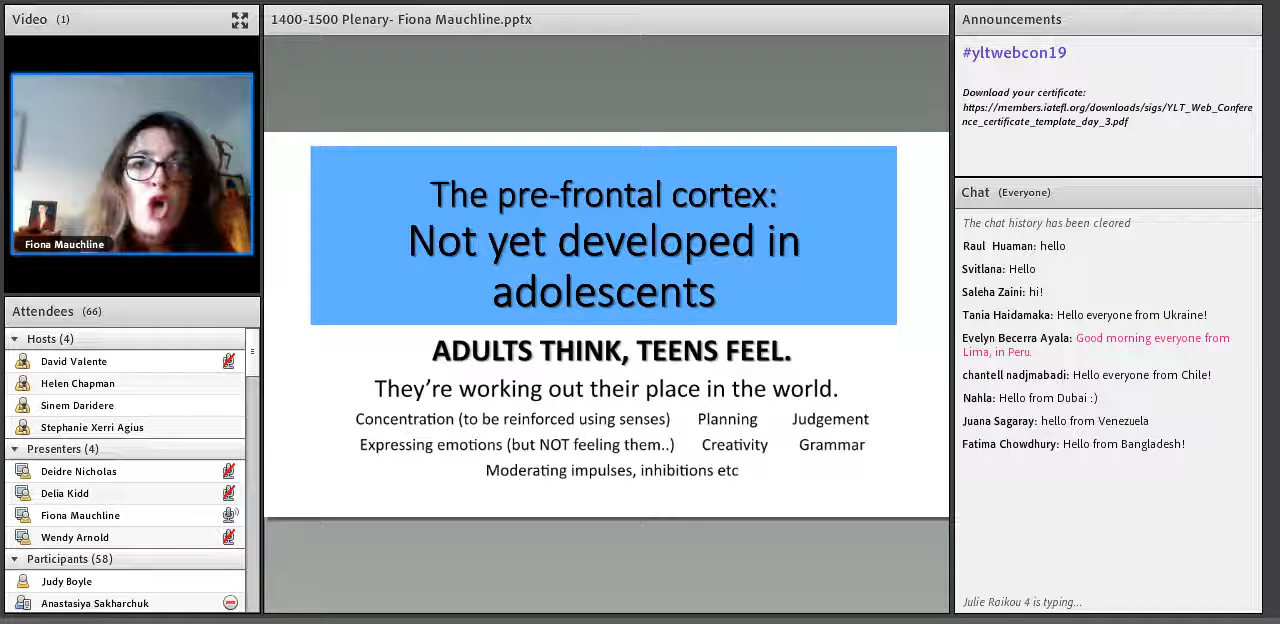 Video (1)
Fiona Mauchline
Attendees (66)
Hosts (4)
David Valente
Helen Chapman
Sinem Daridere
Stephanie Xerri Agius
Presenters (4)
Deidre Nicholas
Delia Kidd
Fiona Mauchline
Wendy Arnold
Participants (58)
Judy Boyle
Anastasiya Sakharchuk
1400-1500 Plenary- Fiona Mauchline.pptx
The pre-frontal cortex:
Not yet developed in
adolescents
ADULTS THINK, TEENS FEEL.
They're working out their place in the world.
Concentration (to be reinforced using senses) Planning Judgement
Expressing emotions (but NOT feeling them..) Creativity Grammar
Moderating impulses, inhibitions etc
Announcements
#yltwebcon19
Download your certificate:
https://members.iatefl.org/downloads/sigs/YLT_Web_Confere
nce_certificate_template_day_3.pdf
Chat (Everyone)
The chat history has been cleared
Raul Huaman: hello
Svitlana: Hello
Saleha Zaini: hi!
Tania Haidamaka: Hello everyone from Ukraine!
Evelyn Becerra Ayala: Good morning everyone from
Lima, in Peru.
chantell nadjmabadi: Hello everyone from Chile!
Nahla: Hello from Dubai :)
Juana Sagaray: hello from Venezuela
Fatima Chowdhury: Hello from Bangladesh!
Julie Raikou 4 is typing...